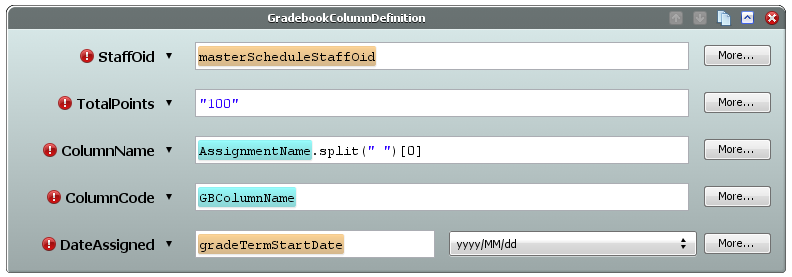 GradebookColumnDefinition
StaffOid masterScheduleStaffOid More...
TotalPoints "100" More...
ColumnName AssignmentName.split(" ")[0] More...
ColumnCode GBColumnName More...
DateAssigned gradeTermStartDate yyyy/MM/dd More...